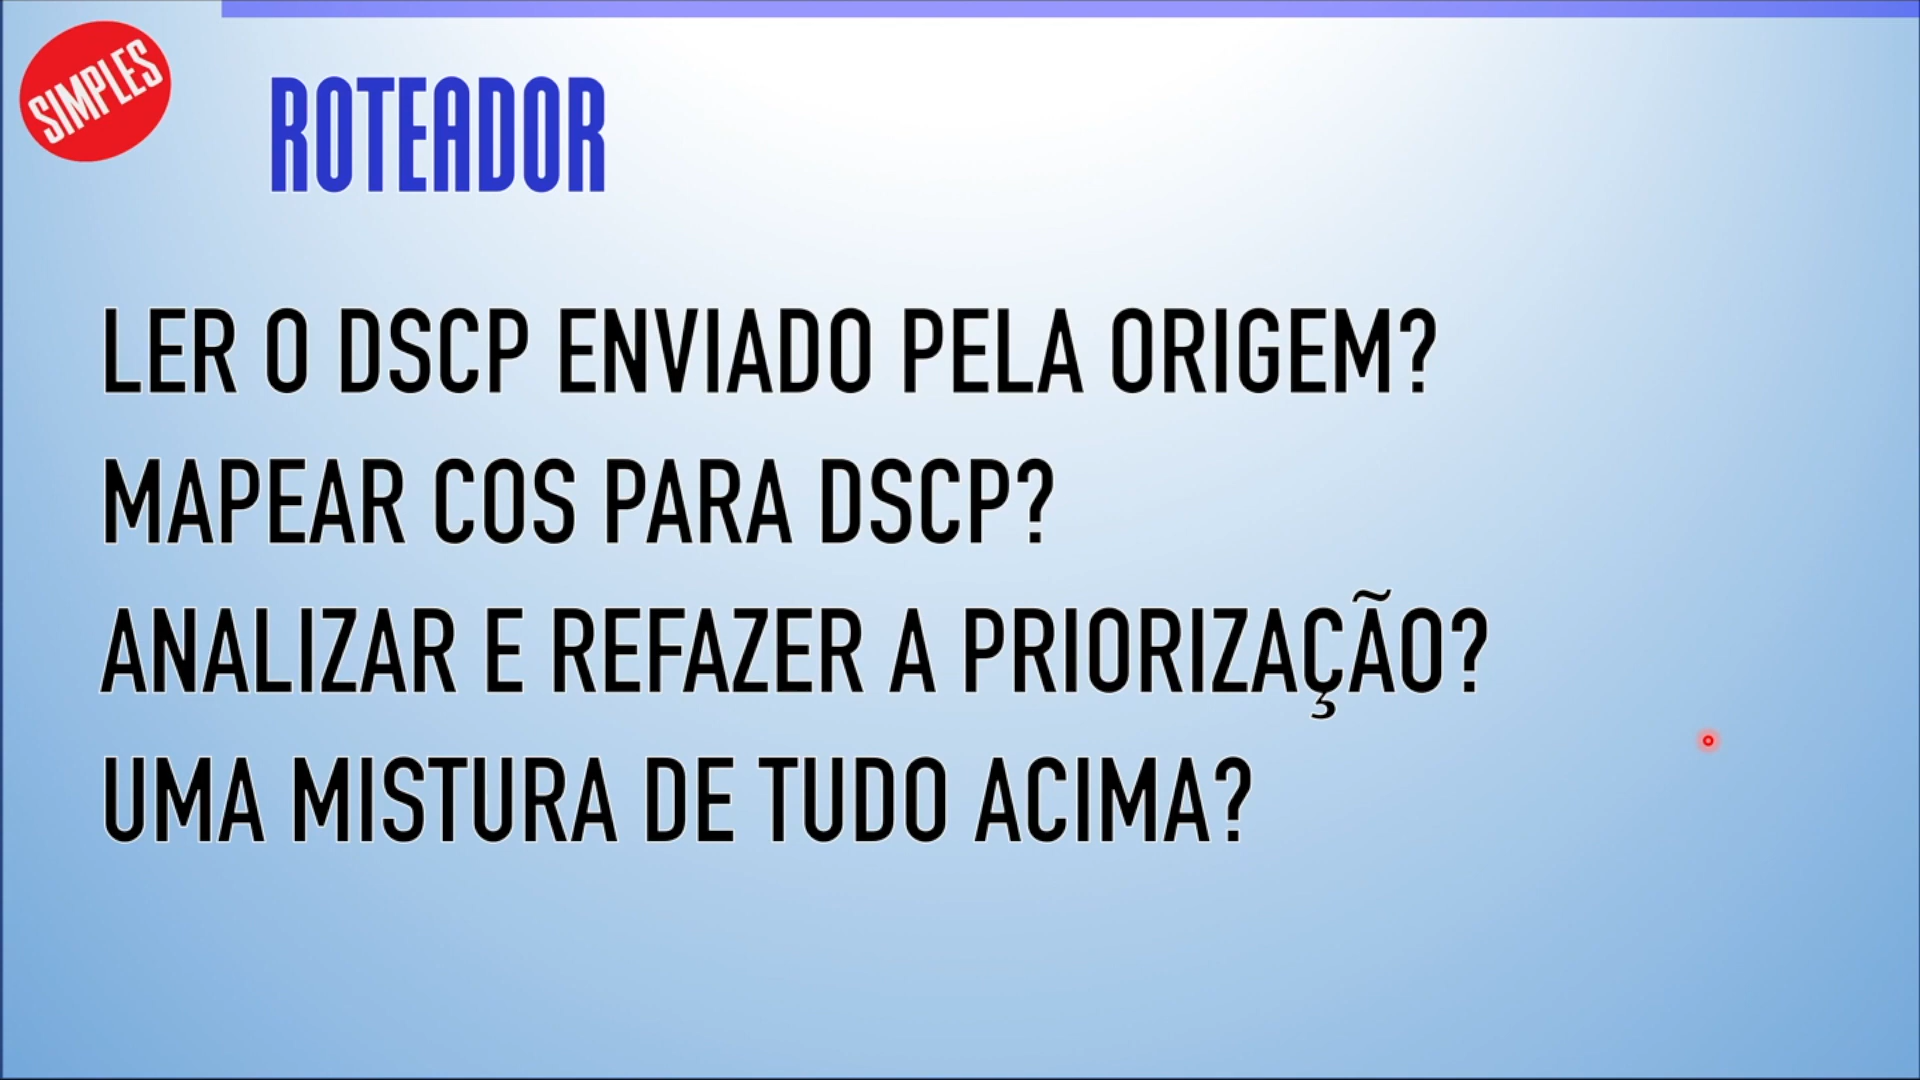 SIMPLES
ROTEADOR
LER O DSCP ENVIADO PELA ORIGEM?
MAPEAR COS PARA DSCP?
ANALIZAR E REFAZER A PRIORIZAÇÃO?
UMA MISTURA DE TUDO ACIMA?